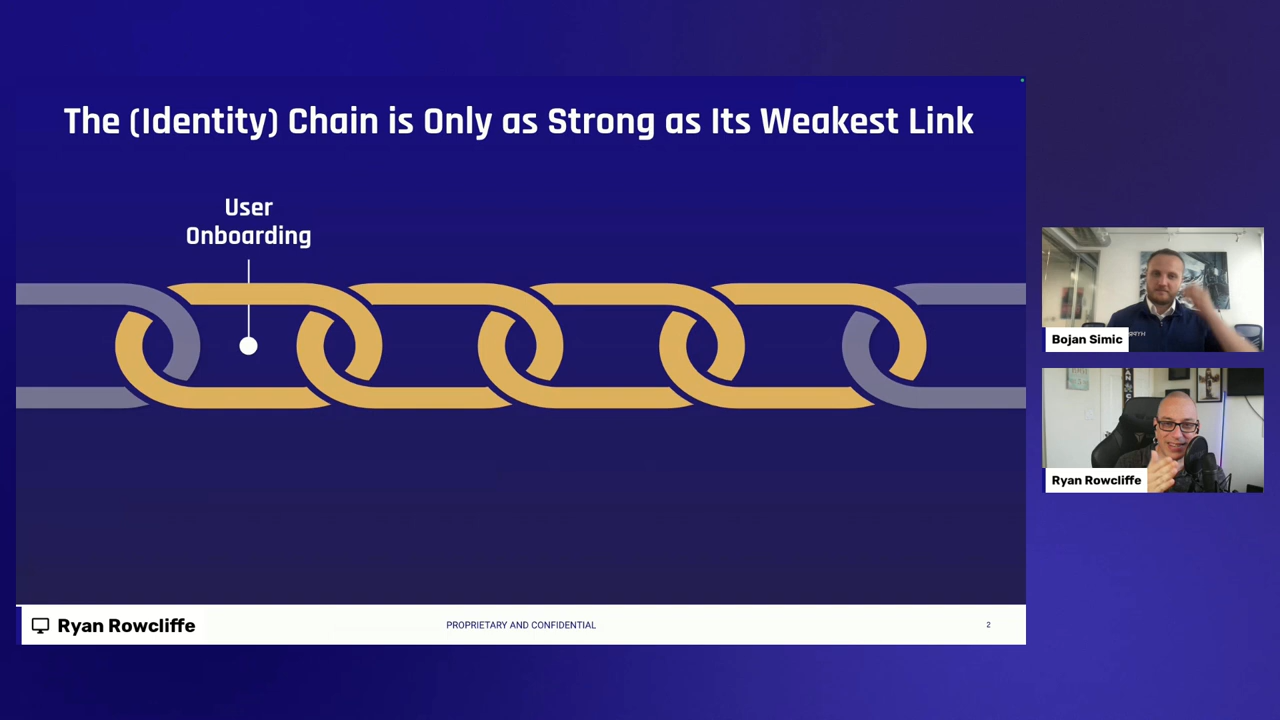 The (Identity) Chain is Only as Strong as Its Weakest Link
User
Onboarding
Bojan Simic
Ryan Rowcliffe
Ryan Rowcliffe
PROPRIETARY AND CONFIDENTIAL
2